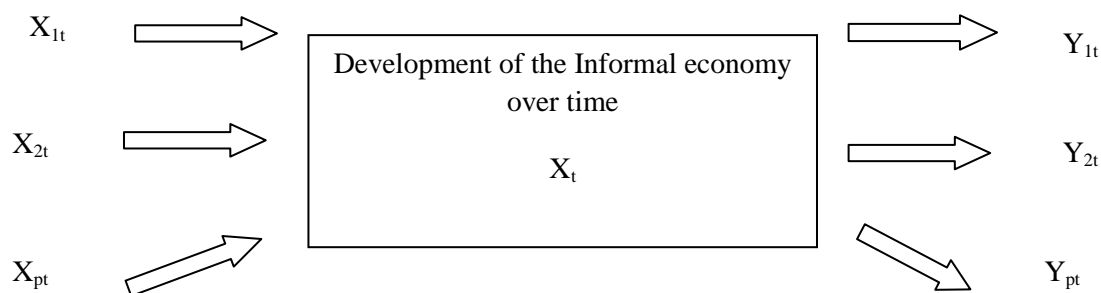 X1t
Y1t
Development of the Informal economy
over time
X2t
Xt
Y2t
Xpt
Ypt